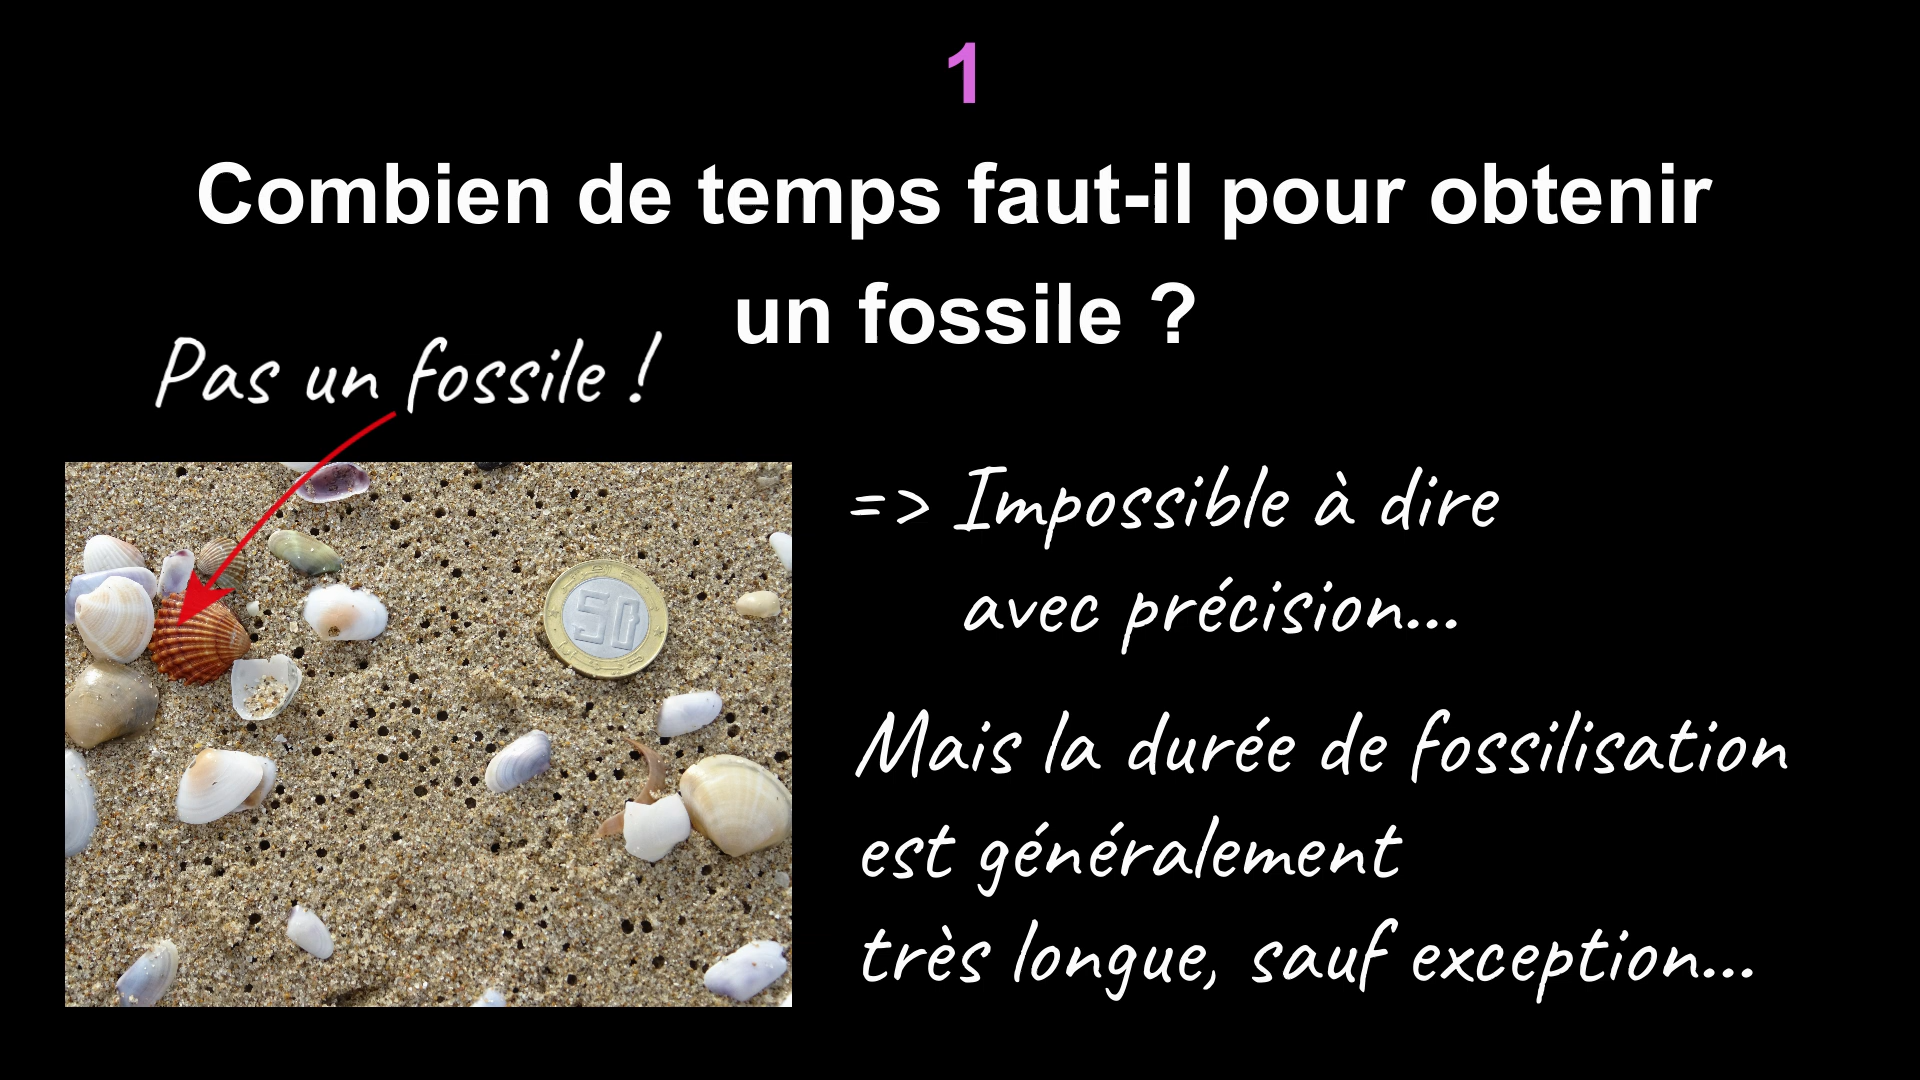 1
Combien de temps faut-il pour obtenir
un fossile ?
Pas un fossile !
50
=> Impossible à dire
avec précision...
Mais la durée de fossilisation
est généralement
très longue, sauf exception...